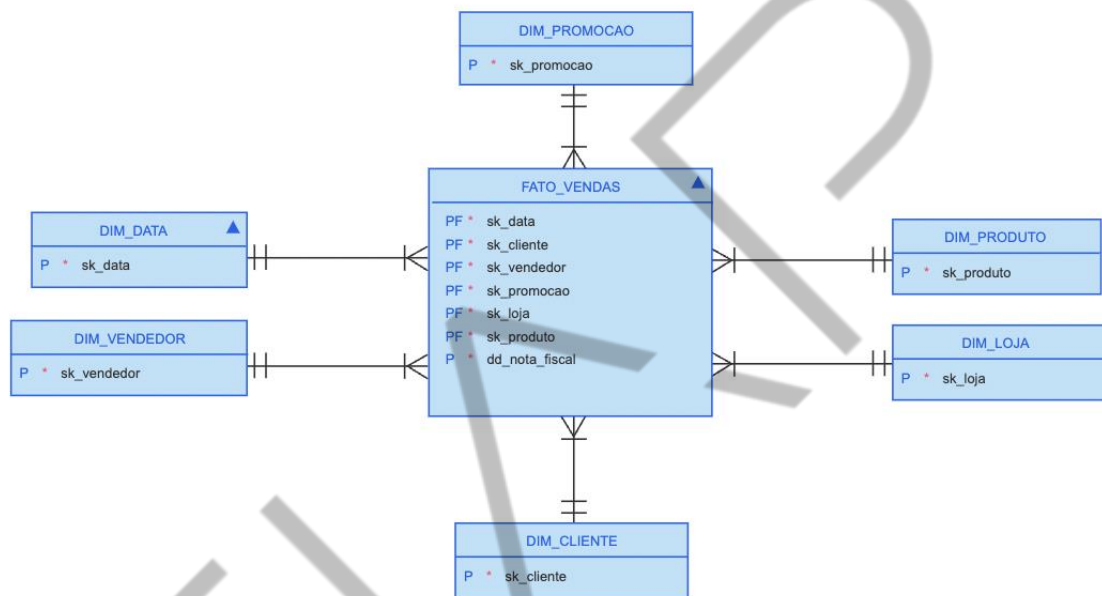 DIM_PROMOCAO
P * sk_promocao
FATO_VENDAS
PF * sk_data
PF * sk_cliente
PF * sk_vendedor
PF * sk_promocao
PF * sk_loja
PF * sk_produto
P * dd_nota_fiscal
DIM_DATA
P * sk_data
DIM_VENDEDOR
P * sk_vendedor
DIM_PRODUTO
P * sk_produto
DIM_LOJA
P * sk_loja
DIM_CLIENTE
P * sk_cliente